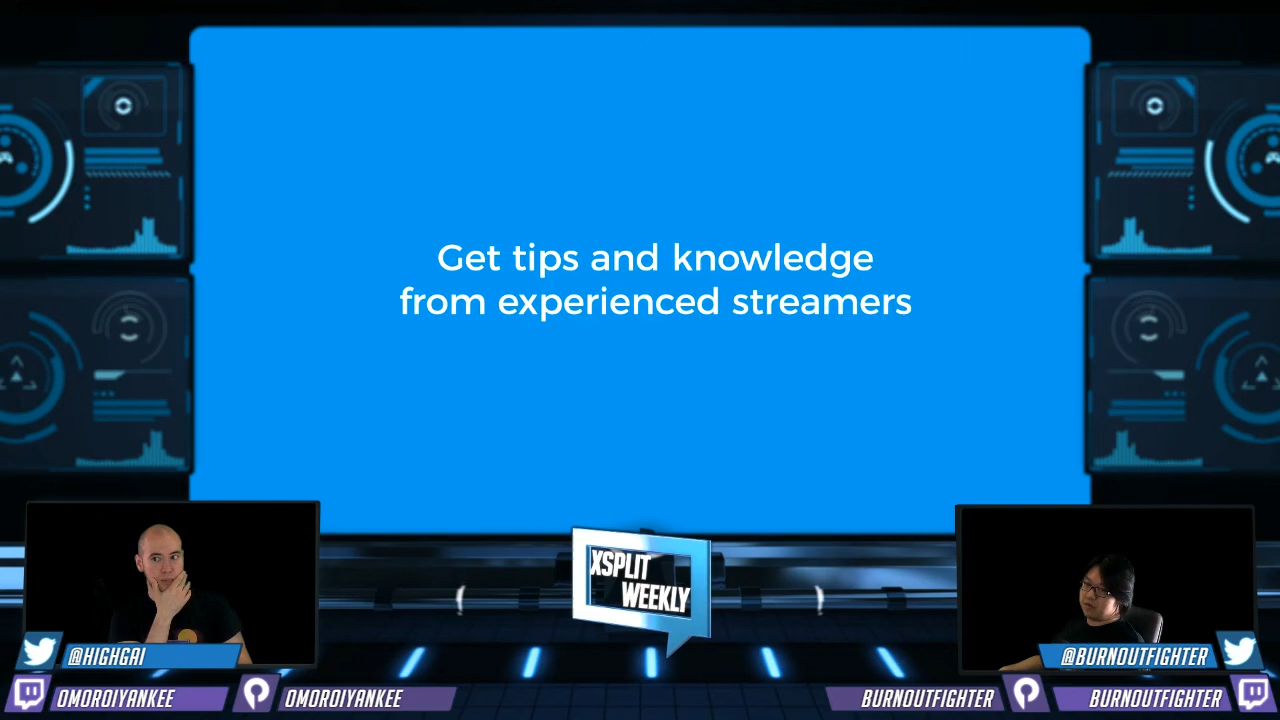 Get tips and knowledge
from experienced streamers
XSPLIT
WEEKLY
@HIGHGAI
@BURNOUTFIGHTER
OMOROIYANKEE
OMOROIYANKEE
BURNOUTFIGHTER
BURNOUTFIGHTER